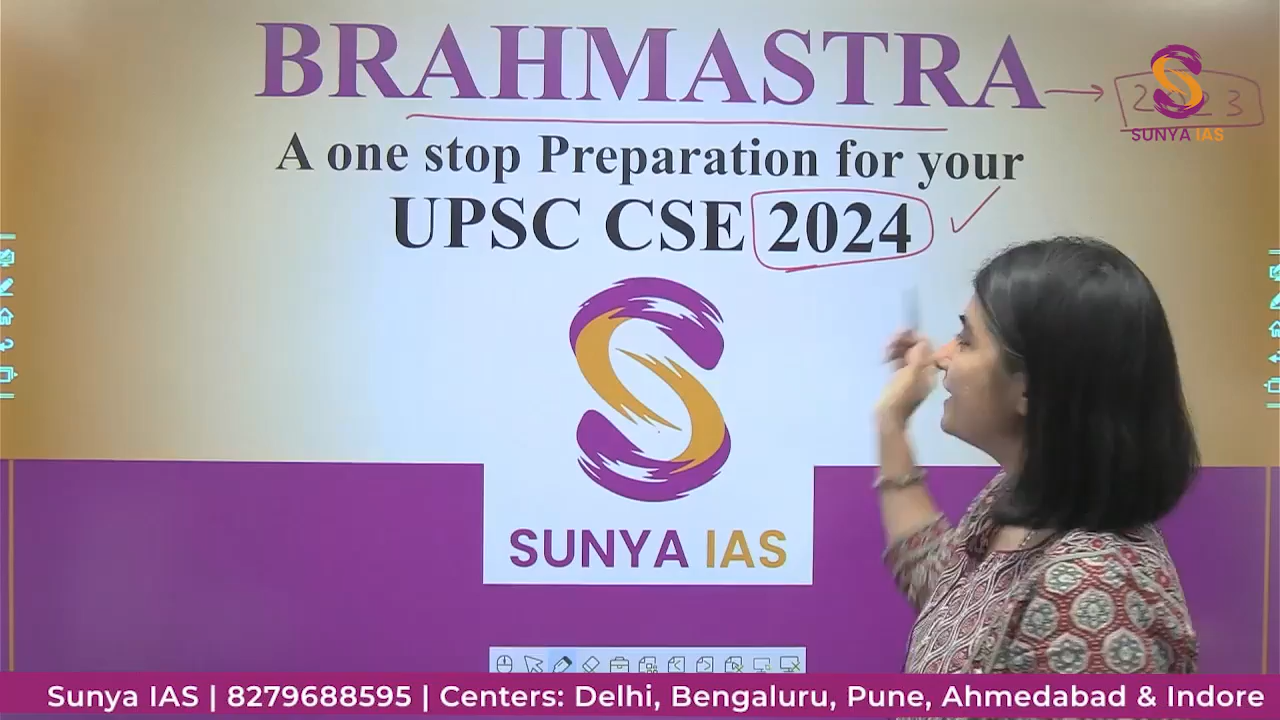 BRAHMASTRA
A one stop Preparation for your
UPSC CSE 2024
SUNYA IAS
SUNYA IAS
Sunya IAS | 8279688595 | Centers: Delhi, Bengaluru, Pune, Ahmedabad & Indore